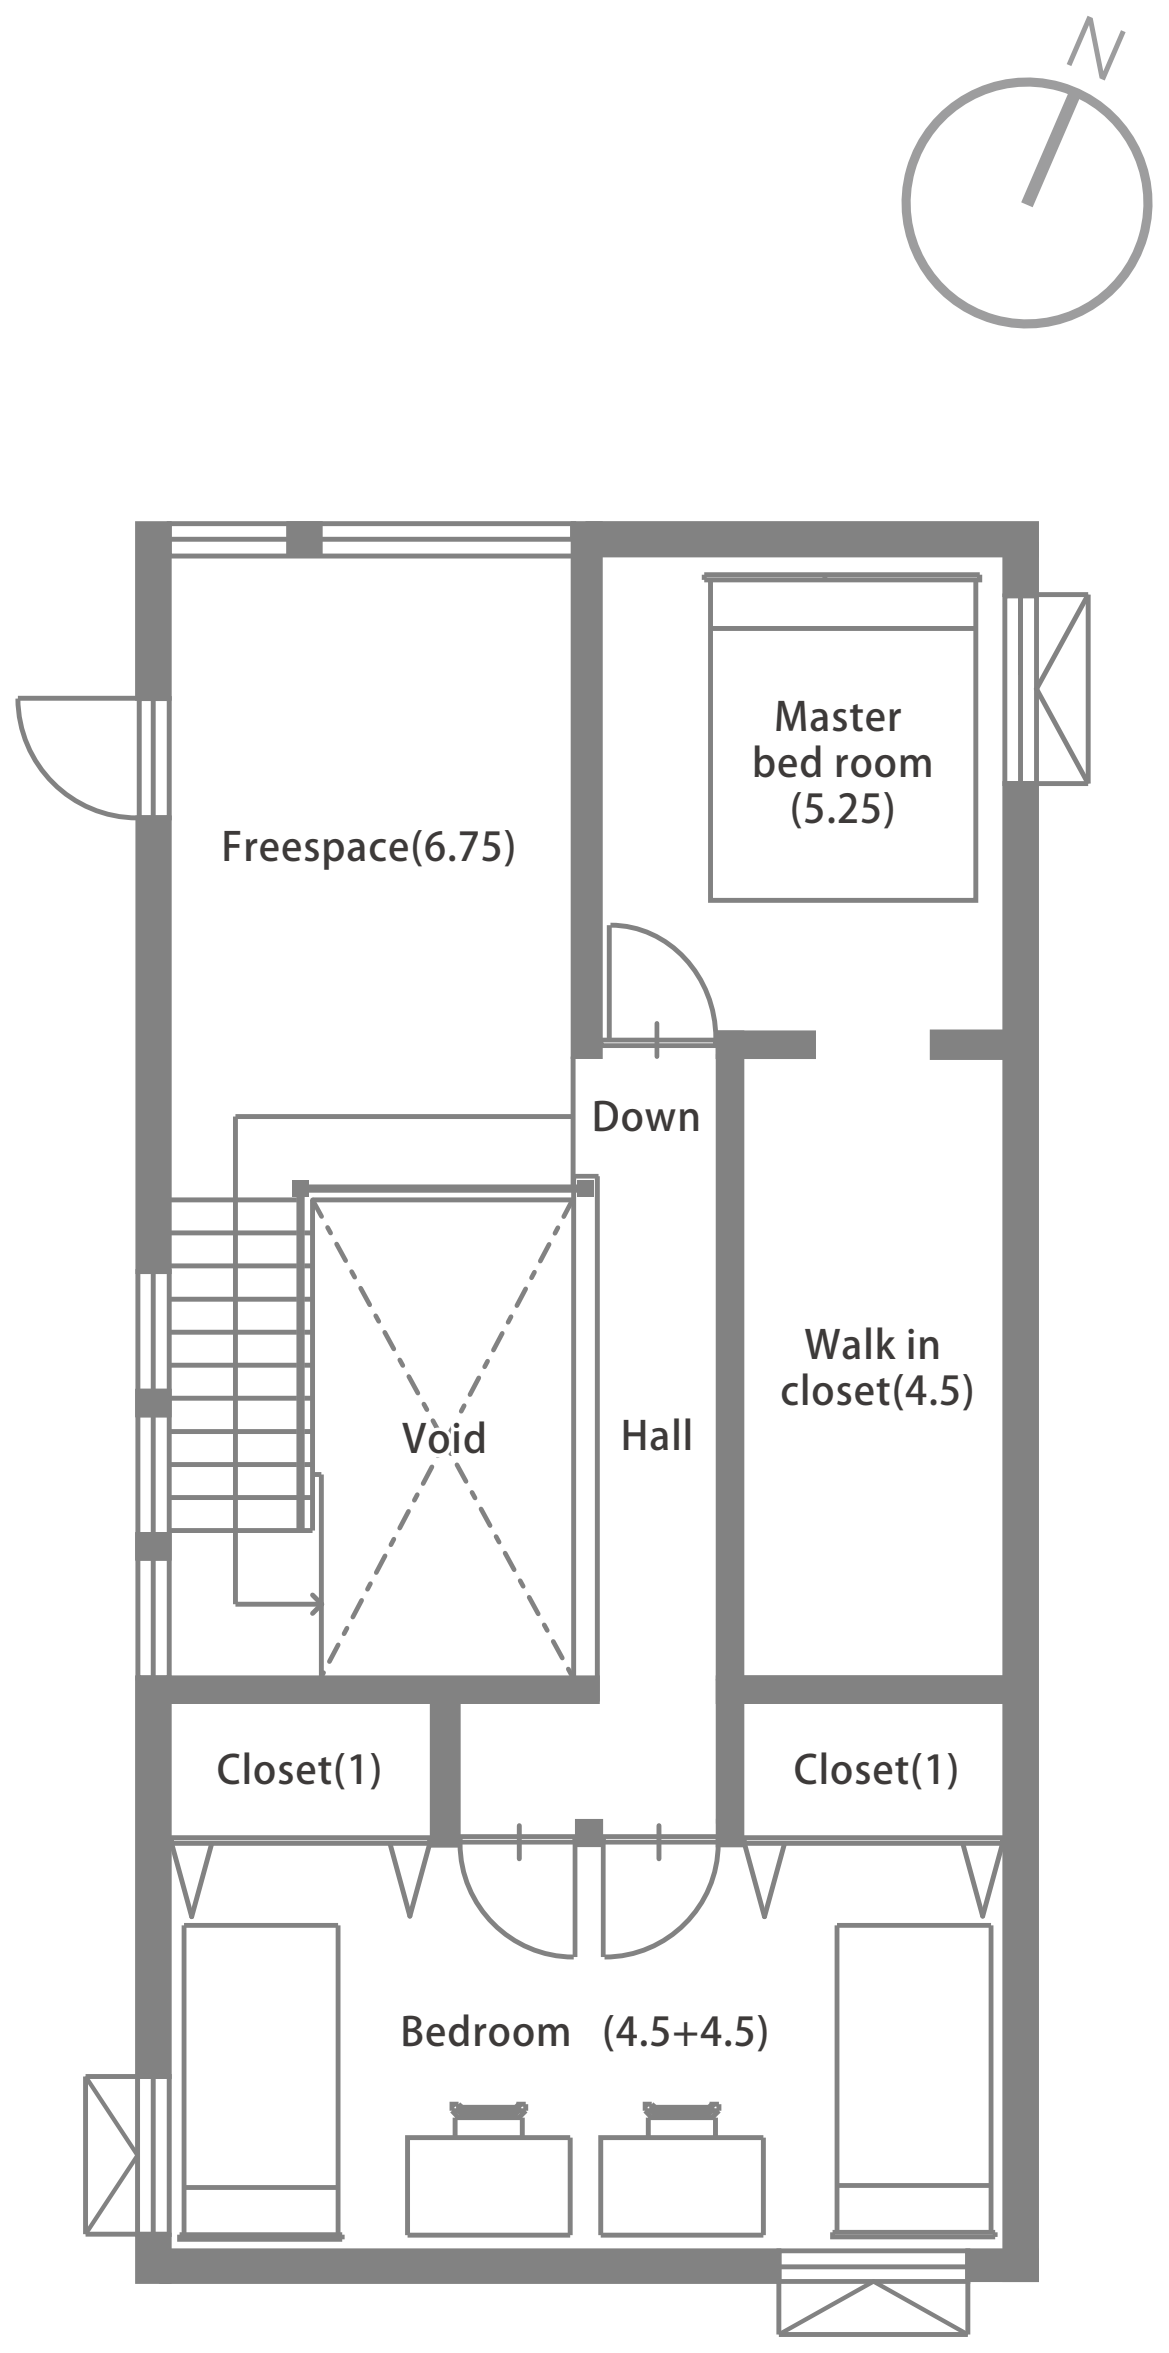 N
Master
bed room
(5.25)
Freespace(6.75)
Down
Walk in
closet(4.5)
Void
Hall
Closet(1)
Closet(1)
Bedroom (4.5+4.5)